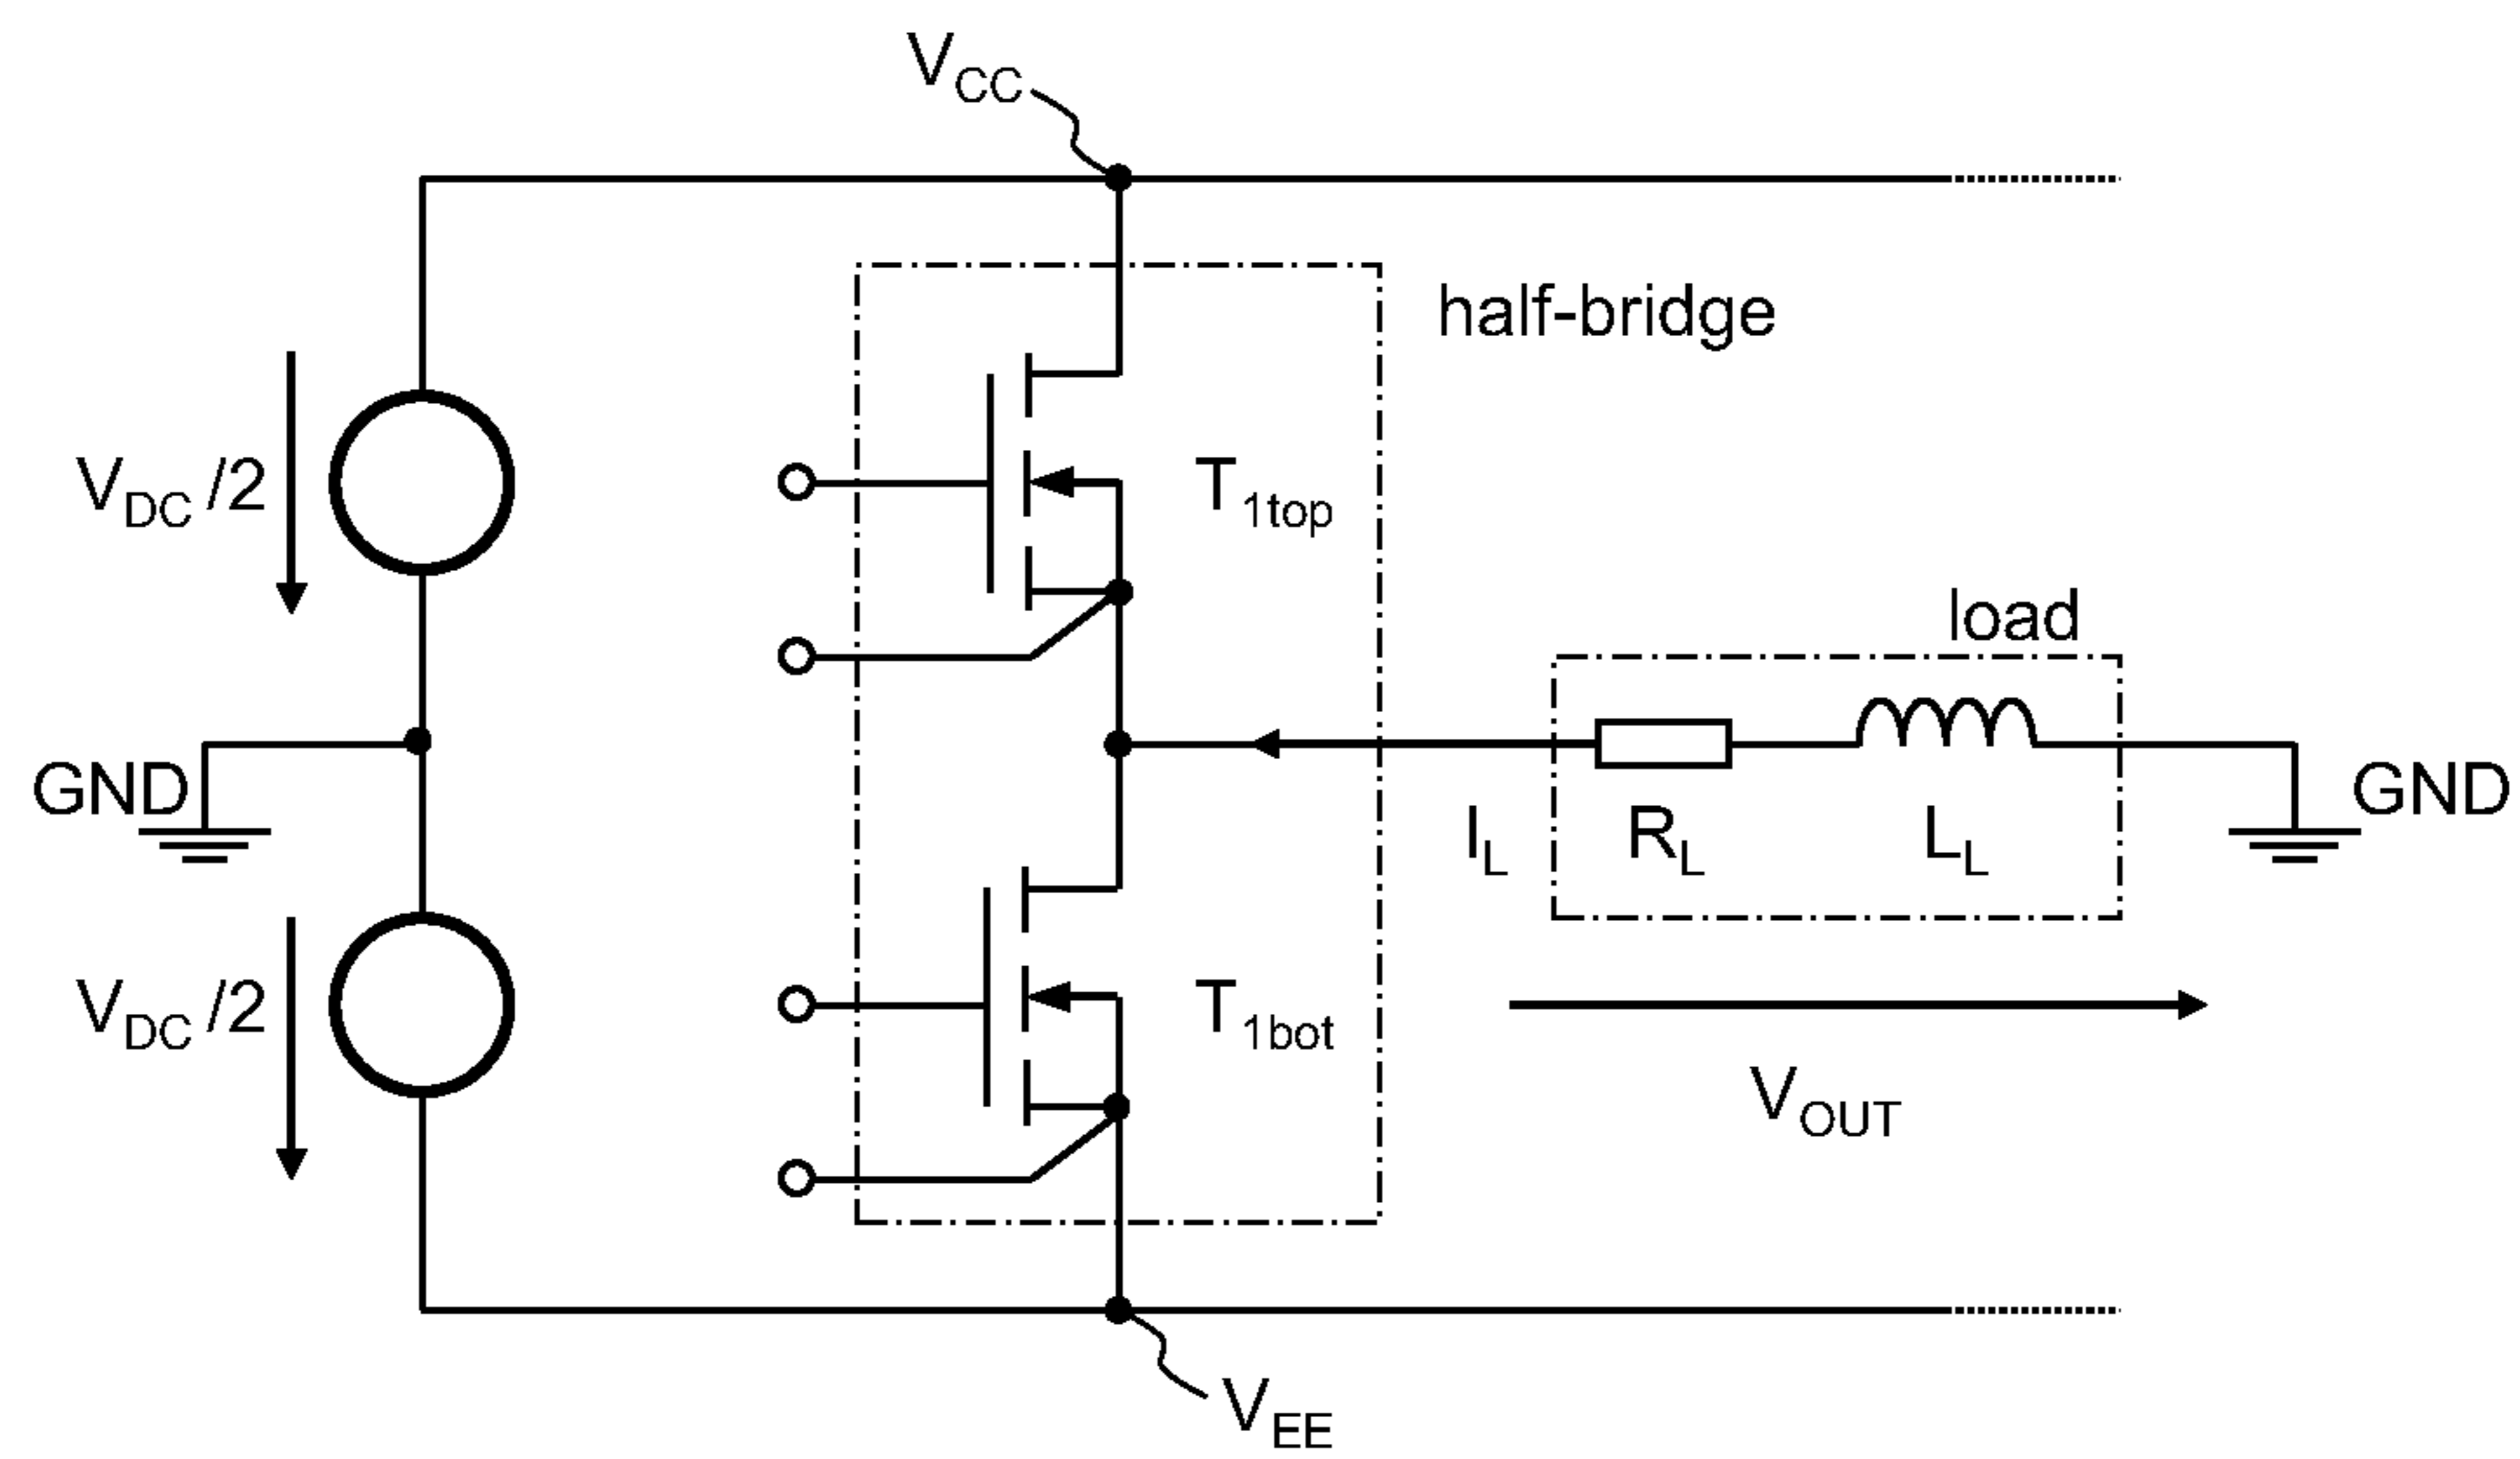 VCC
half-bridge
VDC /2
T1top
load
GND
GND
IL
RL
LL
VDC /2
T1bot
VOUT
VEE